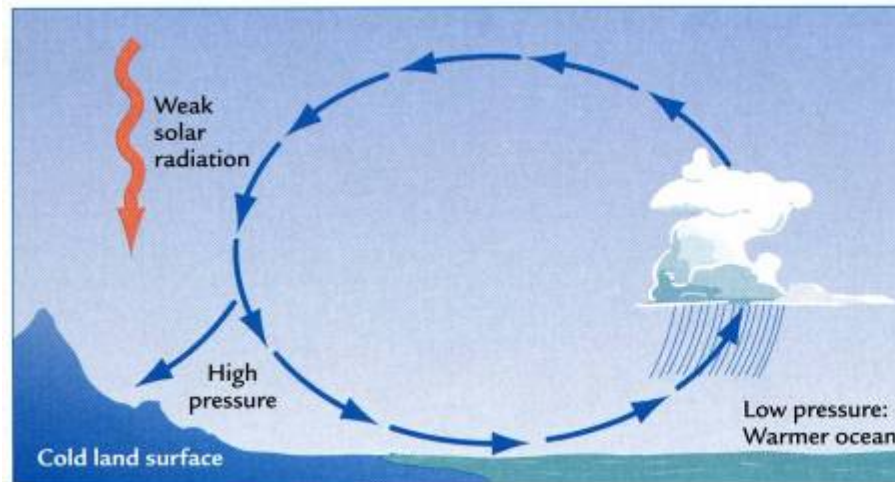 Weak
solar
radiation
High
pressure
Low pressure:
Warmer ocean
Cold land surface